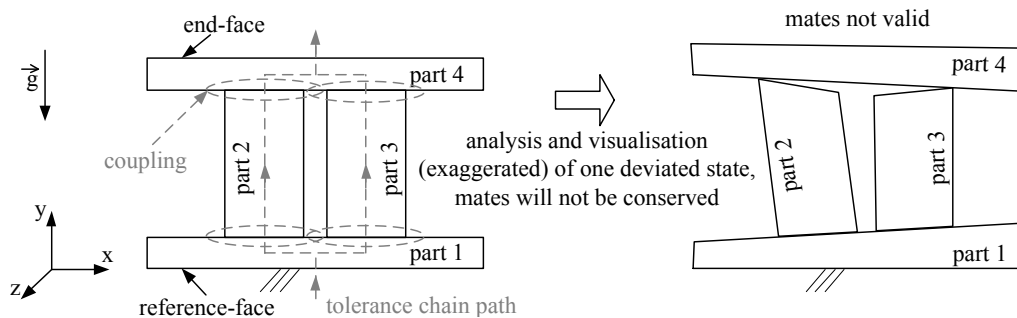 end-face
mates not valid
g
part 4
part 4
coupling
part 2
part 3
analysis and visualisation
(exaggerated) of one deviated state,
mates will not be conserved
part 2
part 3
y
x
z
part 1
part 1
reference-face
tolerance chain path